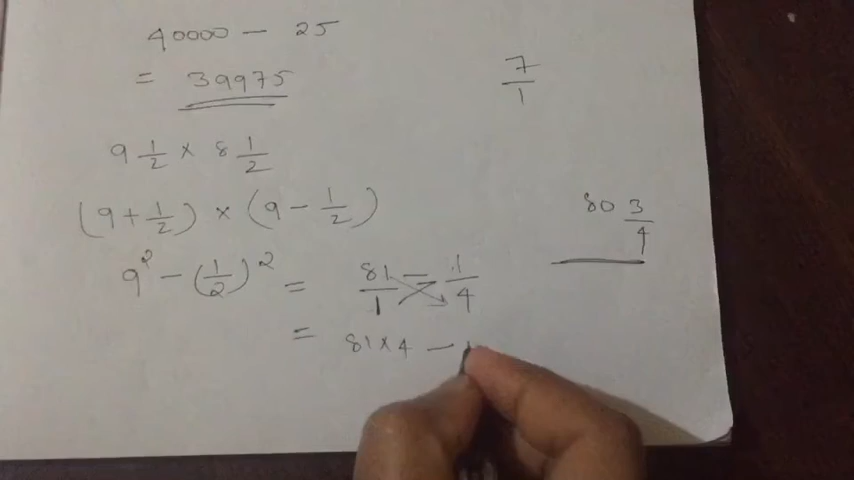 40000 - 25
= 39975
7/1
9 1/2 × 8 1/2
(9 + 1/2) × (9 - 1/2)
80 3/4
9² - (1/2)² = 81/1 - 1/4
= 81 × 4 -